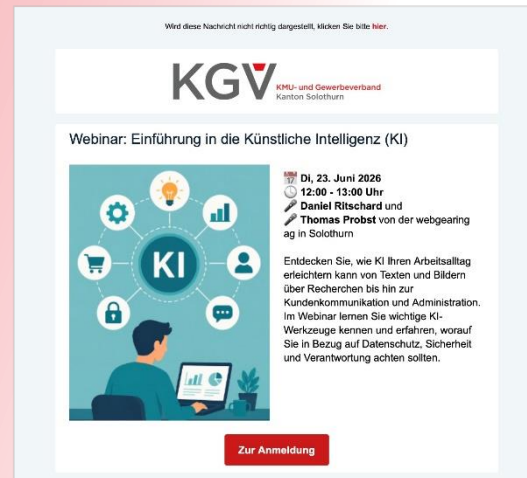 Wird diese Nachricht nicht richtig dargestellt, klicken Sie bitte hier.
KGV
KMU- und Gewerbeverband
Kanton Solothurn
Webinar: Einführung in die Künstliche Intelligenz (KI)
KI
Di, 23. Juni 2026
12:00 - 13:00 Uhr
Daniel Ritschard und
Thomas Probst von der webgearing
ag in Solothurn
Entdecken Sie, wie KI Ihren Arbeitsalltag
erleichtern kann von Texten und Bildern
über Recherchen bis hin zur
Kundenkommunikation und Administration.
Im Webinar lernen Sie wichtige KI-
Werkzeuge kennen und erfahren, worauf
Sie in Bezug auf Datenschutz, Sicherheit
und Verantwortung achten sollten.
Zur Anmeldung